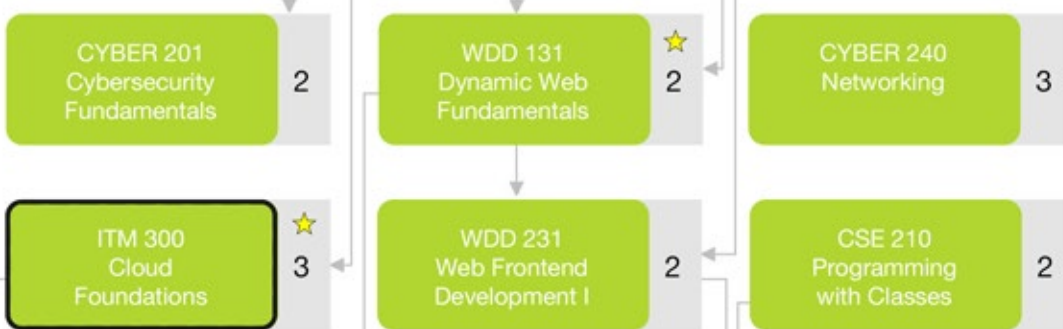 CYBER 201
Cybersecurity
Fundamentals
2
WDD 131
Dynamic Web
Fundamentals
2
CYBER 240
Networking
3
ITM 300
Cloud
Foundations
3
WDD 231
Web Frontend
Development I
2
CSE 210
Programming
with Classes
2